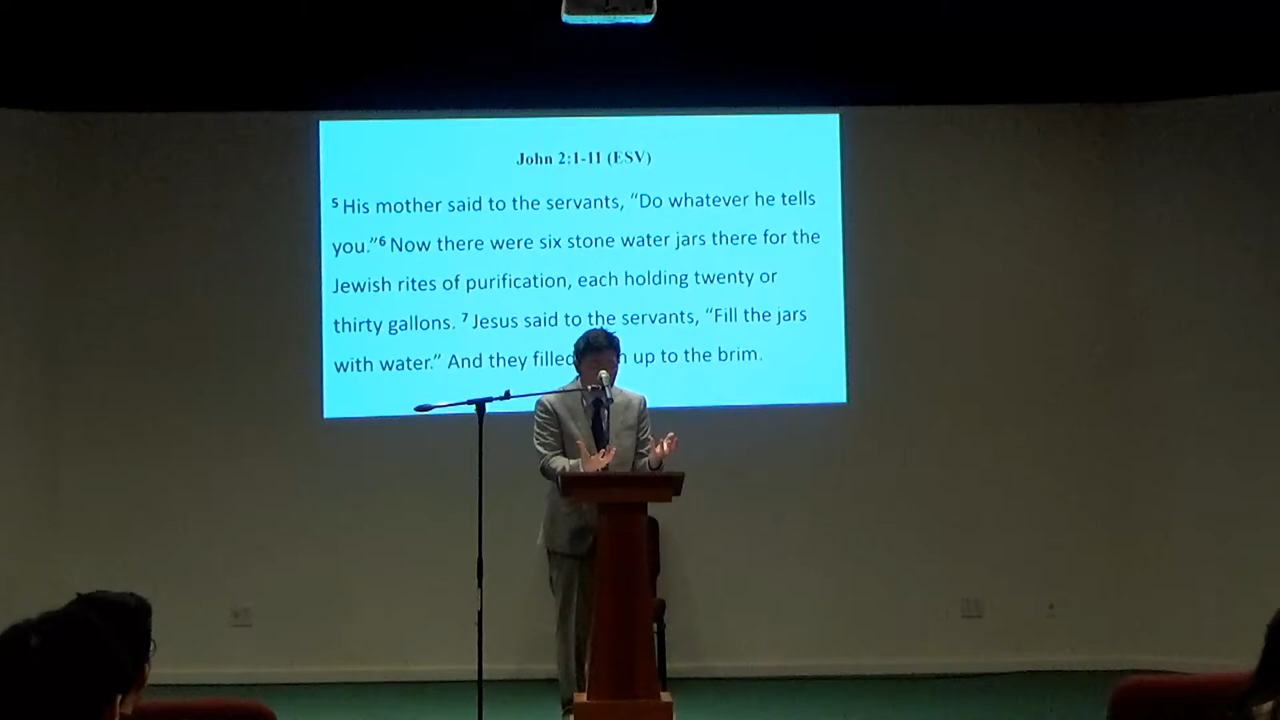 John 2:1-11 (ESV)
⁵ His mother said to the servants, “Do whatever he tells
you.”⁶ Now there were six stone water jars there for the
Jewish rites of purification, each holding twenty or
thirty gallons. ⁷ Jesus said to the servants, “Fill the jars
with water.” And they filled up to the brim.